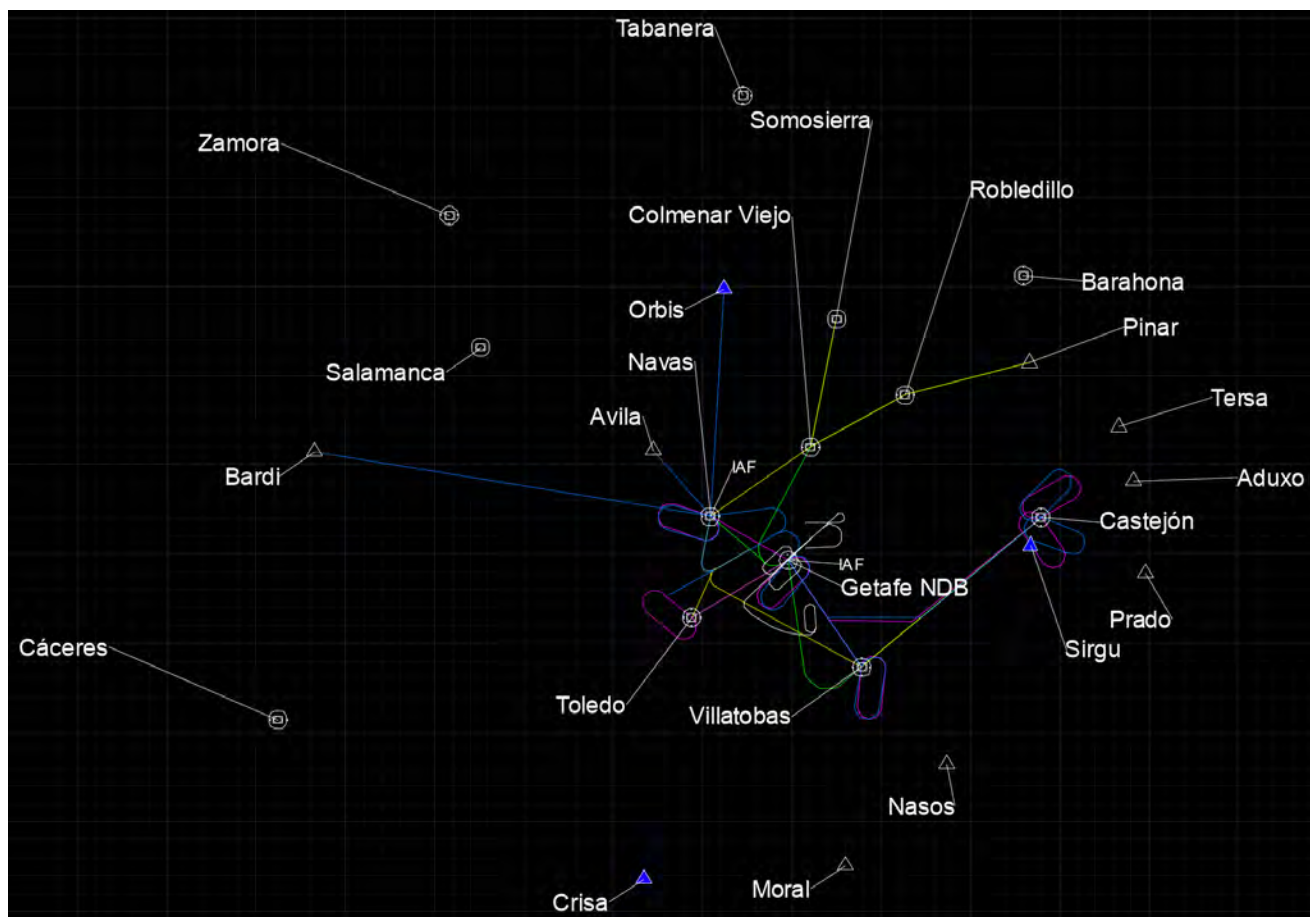 Tabanera
Somosierra
Zamora
Robledillo
Colmenar Viejo
Barahona
Orbis
Pinar
Navas
Salamanca
Tersa
Avila
IAF
Bardi
Aduxo
Castejón
IAF
Getafe NDB
Prado
Cáceres
Sirgu
Toledo
Villatobas
Nasos
Moral
Crisa